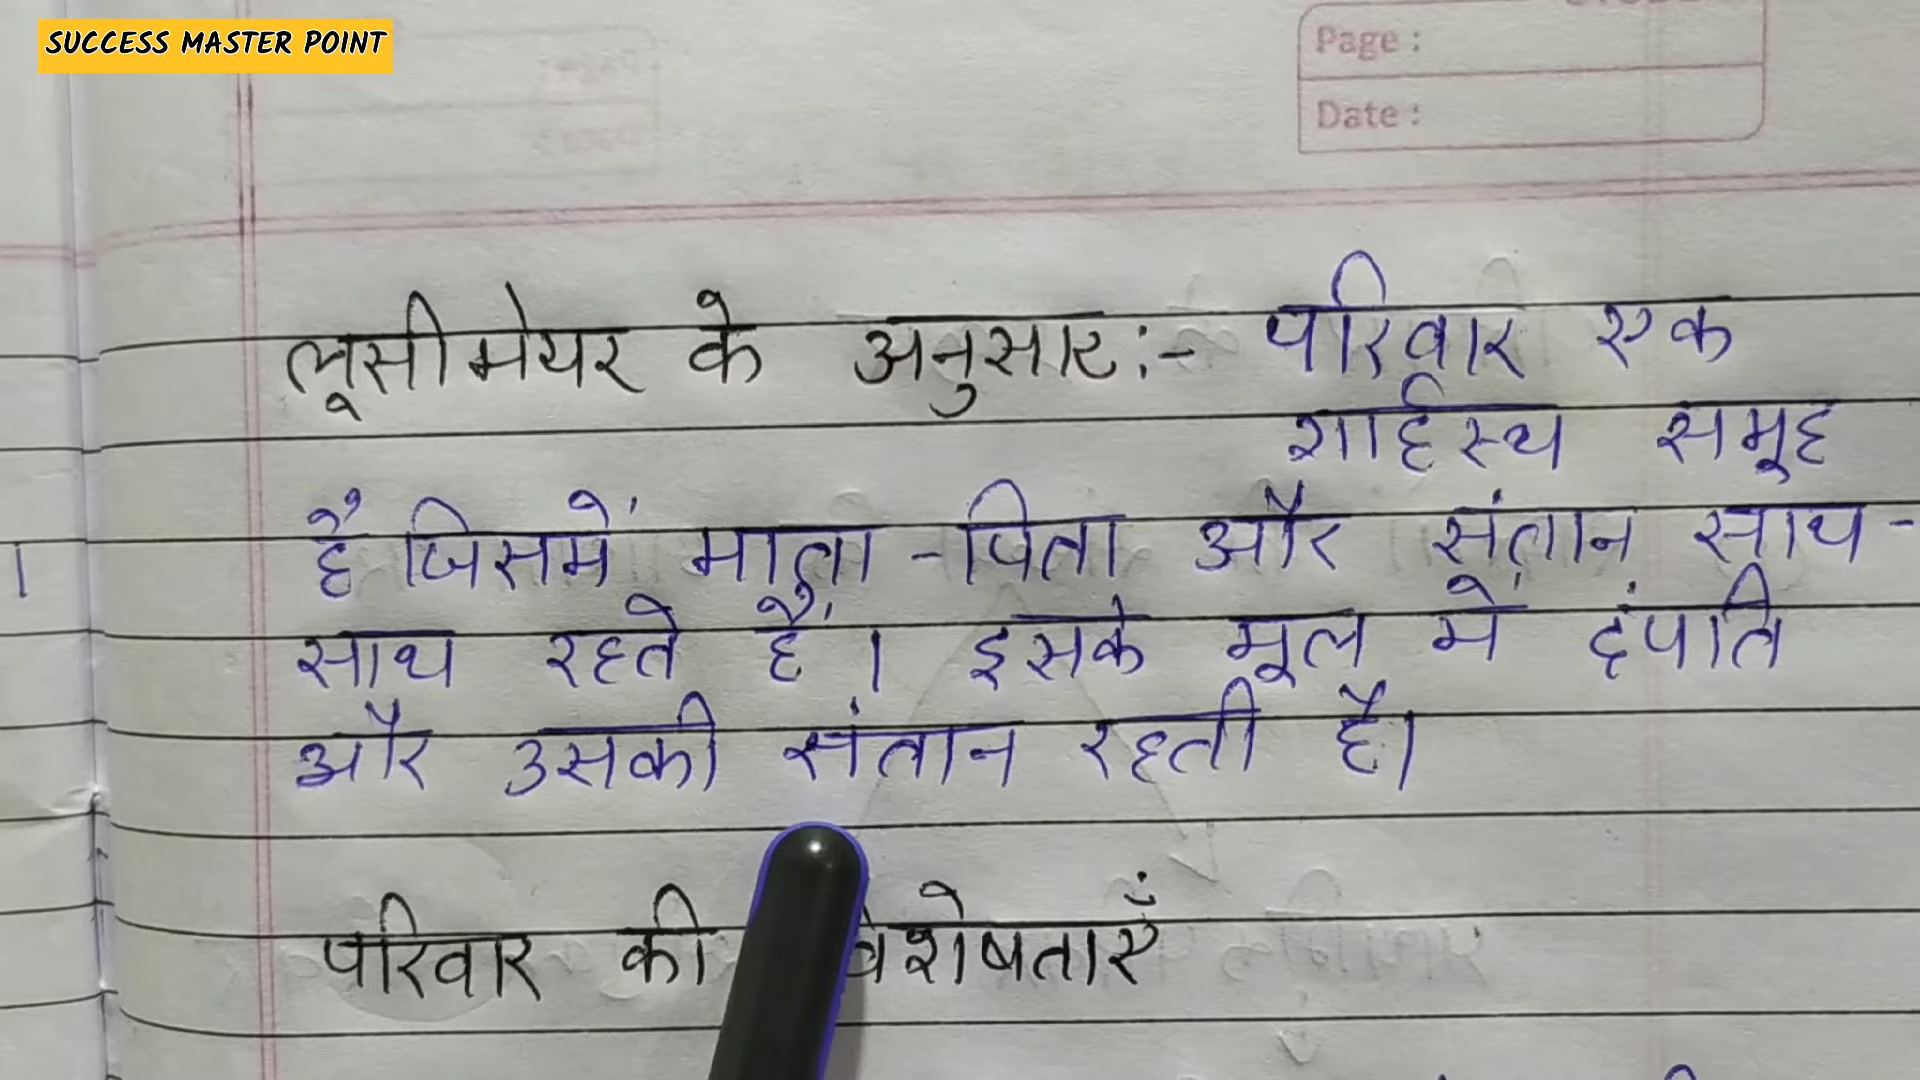 SUCCESS MASTER POINT
Page :
Date :
लूसीमेयर के अनुसार:- परिवार एक
गार्हस्थ समूह
है जिसमें माता-पिता और संतान साथ-
साथ रहते हैं। इसके मूल में दंपति
और उसकी संतान रहती है।
परिवार की विशेषताएँ